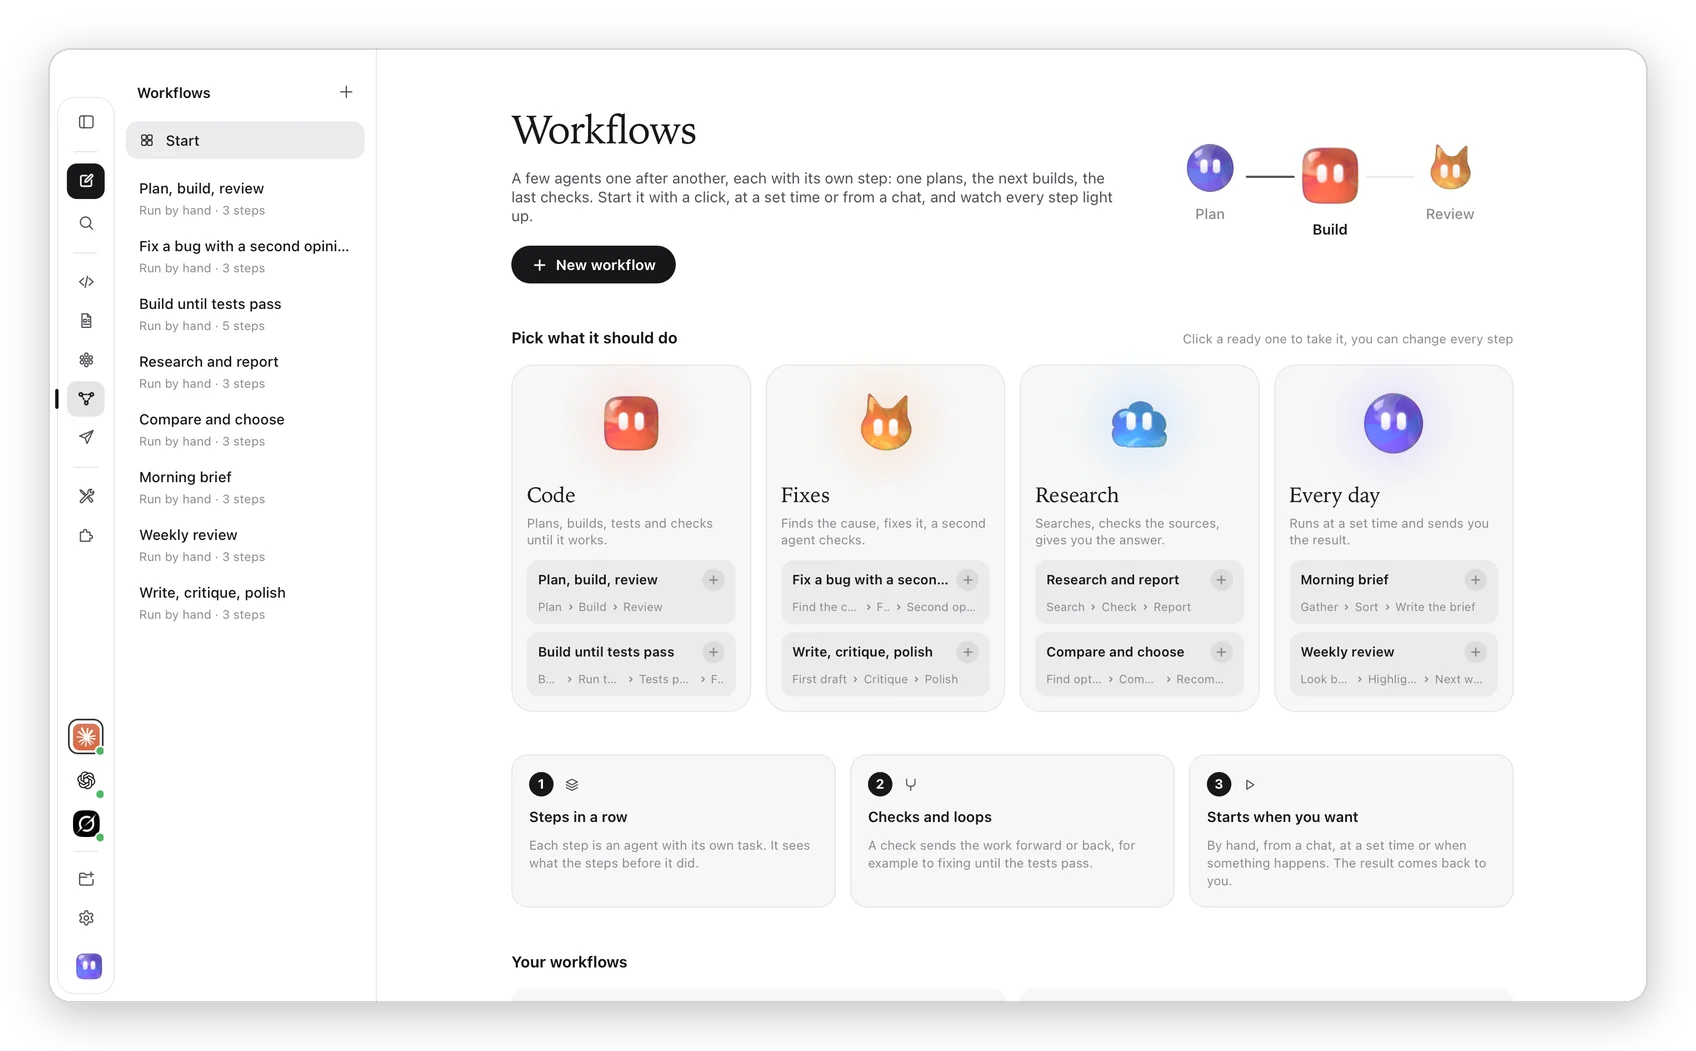 Workflows
Start
Plan, build, review
Run by hand · 3 steps
Fix a bug with a second opini...
Run by hand · 3 steps
Build until tests pass
Run by hand · 5 steps
Research and report
Run by hand · 3 steps
Compare and choose
Run by hand · 3 steps
Morning brief
Run by hand · 3 steps
Weekly review
Run by hand · 3 steps
Write, critique, polish
Run by hand · 3 steps
Workflows
A few agents one after another, each with its own step: one plans, the next builds, the
last checks. Start it with a click, at a set time or from a chat, and watch every step light
up.
+ New workflow
Plan
Build
Review
Pick what it should do
Click a ready one to take it, you can change every step
Code
Plans, builds, tests and checks
until it works.
Plan, build, review
Plan › Build › Review
Build until tests pass
B... › Run t... › Tests p... › F..
Fixes
Finds the cause, fixes it, a second
agent checks.
Fix a bug with a secon...
Find the c... › F.. › Second op...
Write, critique, polish
First draft › Critique › Polish
Research
Searches, checks the sources,
gives you the answer.
Research and report
Search › Check › Report
Compare and choose
Find opt... › Com... › Recom...
Every day
Runs at a set time and sends you
the result.
Morning brief
Gather › Sort › Write the brief
Weekly review
Look b... › Highlig... › Next w...
1
Steps in a row
Each step is an agent with its own task. It sees
what the steps before it did.
2
Checks and loops
A check sends the work forward or back, for
example to fixing until the tests pass.
3
Starts when you want
By hand, from a chat, at a set time or when
something happens. The result comes back to
you.
Your workflows